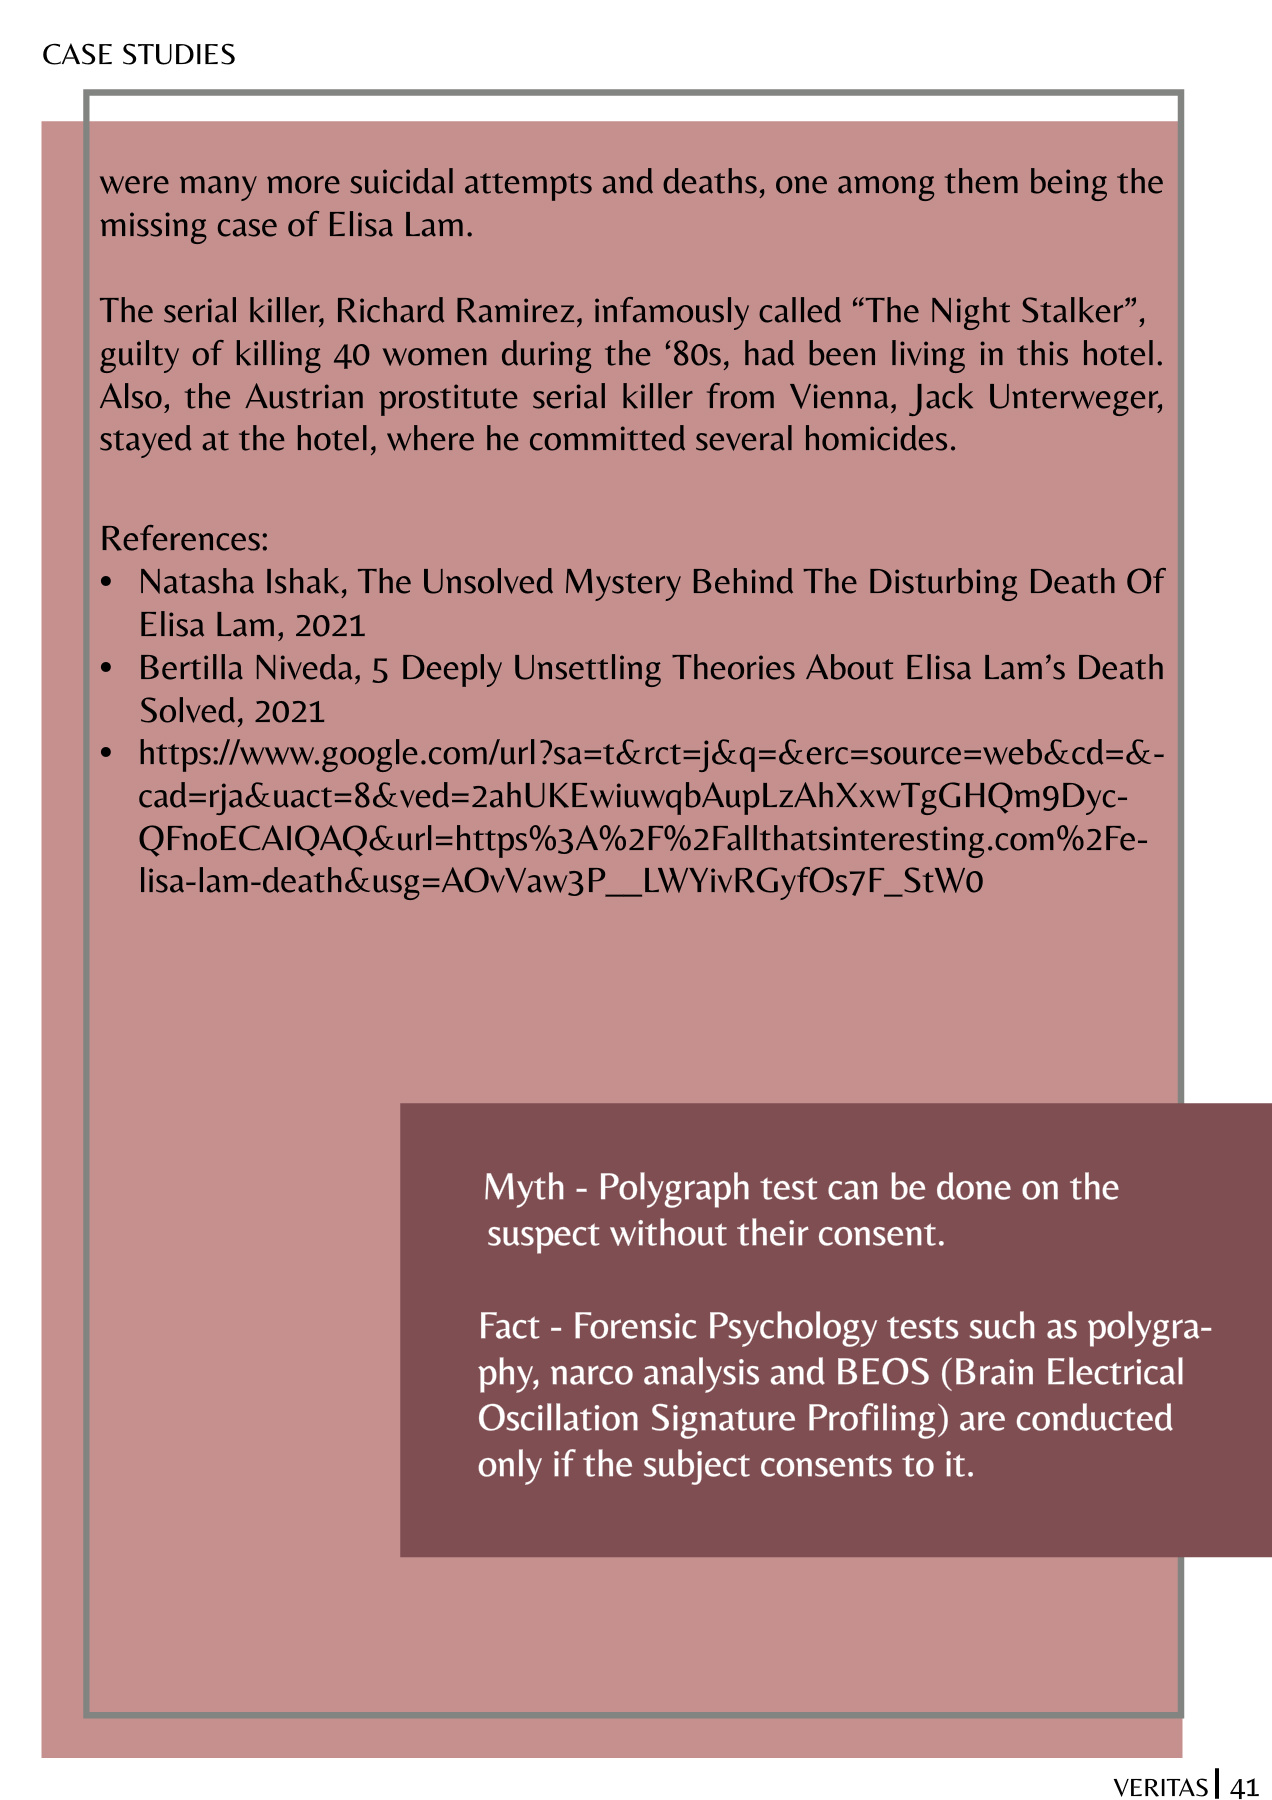 CASE STUDIES
were many more suicidal attempts and deaths, one among them being the
missing case of Elisa Lam.
The serial killer, Richard Ramirez, infamously called “The Night Stalker”,
guilty of killing 40 women during the ‘80s, had been living in this hotel.
Also, the Austrian prostitute serial killer from Vienna, Jack Unterweger,
stayed at the hotel, where he committed several homicides.
References:
• Natasha Ishak, The Unsolved Mystery Behind The Disturbing Death Of
Elisa Lam, 2021
• Bertilla Niveda, 5 Deeply Unsettling Theories About Elisa Lam’s Death
Solved, 2021
• https://www.google.com/url?sa=t&rct=j&q=&erc=source=web&cd=&-
cad=rja&uact=8&ved=2ahUKEwiuwqbAupLzAhXxwTgGHQm9Dyc-
QFnoECAIQAQ&url=https%3A%2F%2Fallthatsinteresting.com%2Fe-
lisa-lam-death&usg=AOvVaw3P__LWYivRGyfOs7F_StW0
Myth - Polygraph test can be done on the
suspect without their consent.
Fact - Forensic Psychology tests such as polygra-
phy, narco analysis and BEOS (Brain Electrical
Oscillation Signature Profiling) are conducted
only if the subject consents to it.
VERITAS | 41